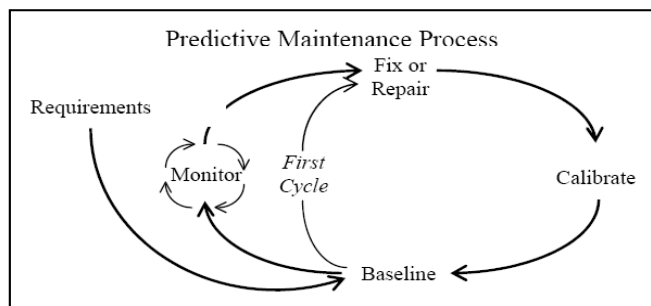 Predictive Maintenance Process
Fix or
Repair
Requirements
First
Cycle
Monitor
Calibrate
Baseline